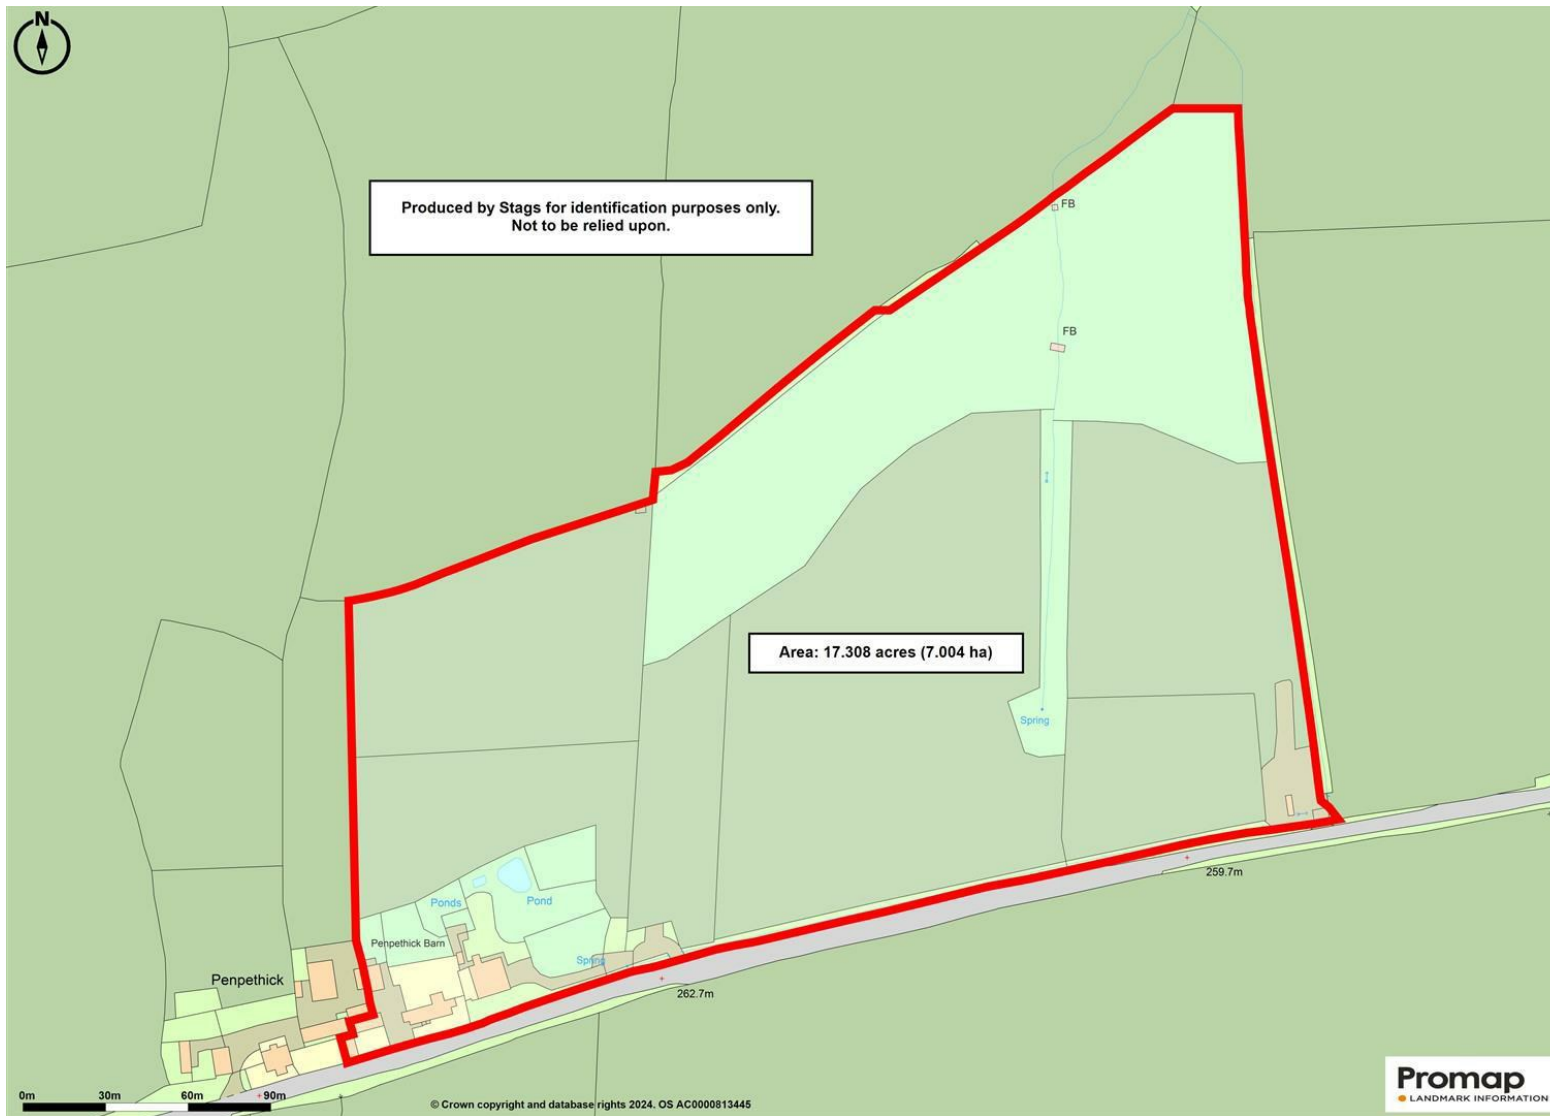 N
Produced by Stags for identification purposes only.
Not to be relied upon.
FB
FB
Area: 17.308 acres (7.004 ha)
Spring
Ponds
Pond
Penpethick Barn
Spring
Penpethick
259.7m
262.7m
0m 30m 60m 90m
© Crown copyright and database rights 2024. OS AC0000813445
Promap
LANDMARK INFORMATION